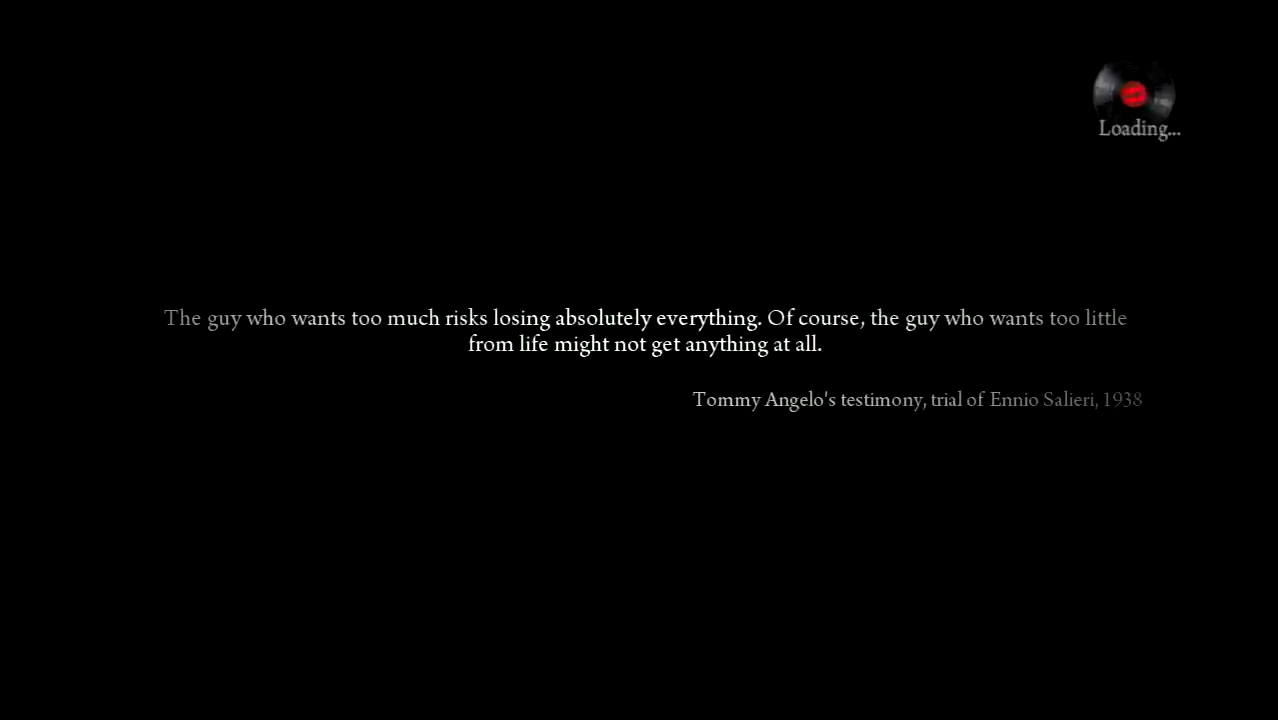 Loading...
The guy who wants too much risks losing absolutely everything. Of course, the guy who wants too little
from life might not get anything at all.
Tommy Angelo's testimony, trial of Ennio Salieri, 1938